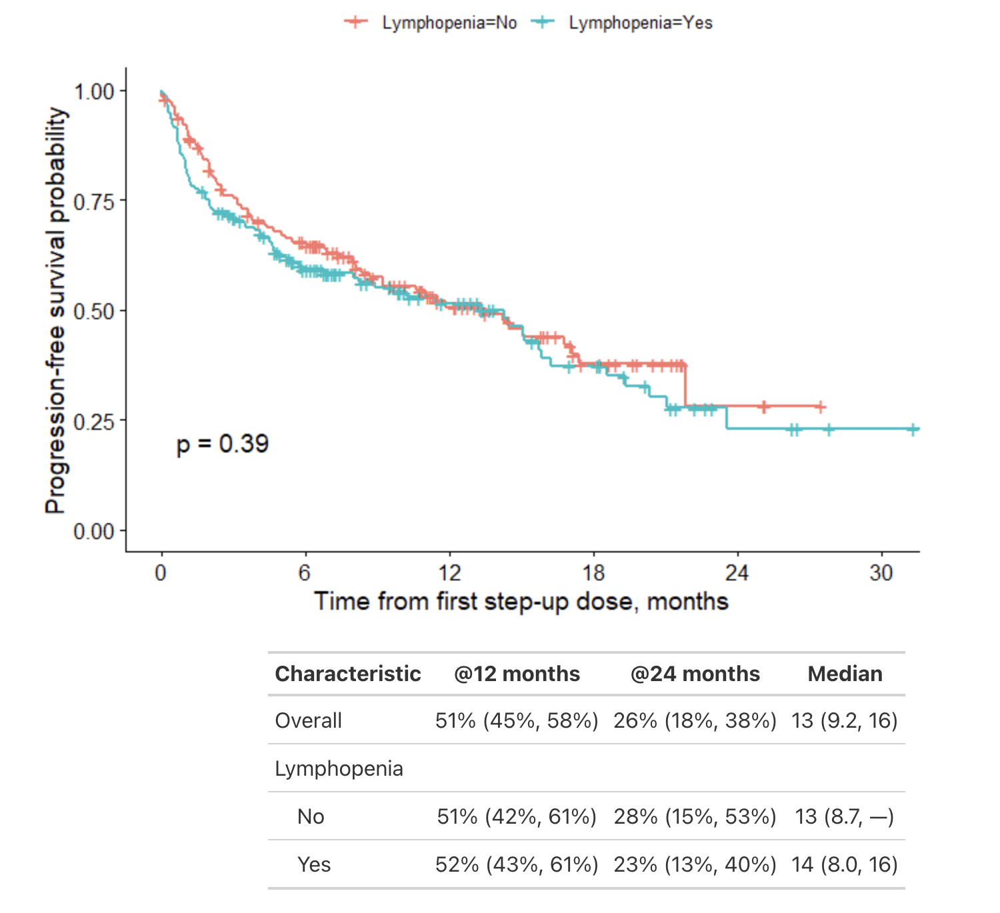 Lymphopenia=No Lymphopenia=Yes
Progression-free survival probability
1.00
0.75
0.50
0.25
0.00
p = 0.39
0 6 12 18 24 30
Time from first step-up dose, months
Characteristic @12 months @24 months Median
Overall 51% (45%, 58%) 26% (18%, 38%) 13 (9.2, 16)
Lymphopenia
No 51% (42%, 61%) 28% (15%, 53%) 13 (8.7, —)
Yes 52% (43%, 61%) 23% (13%, 40%) 14 (8.0, 16)